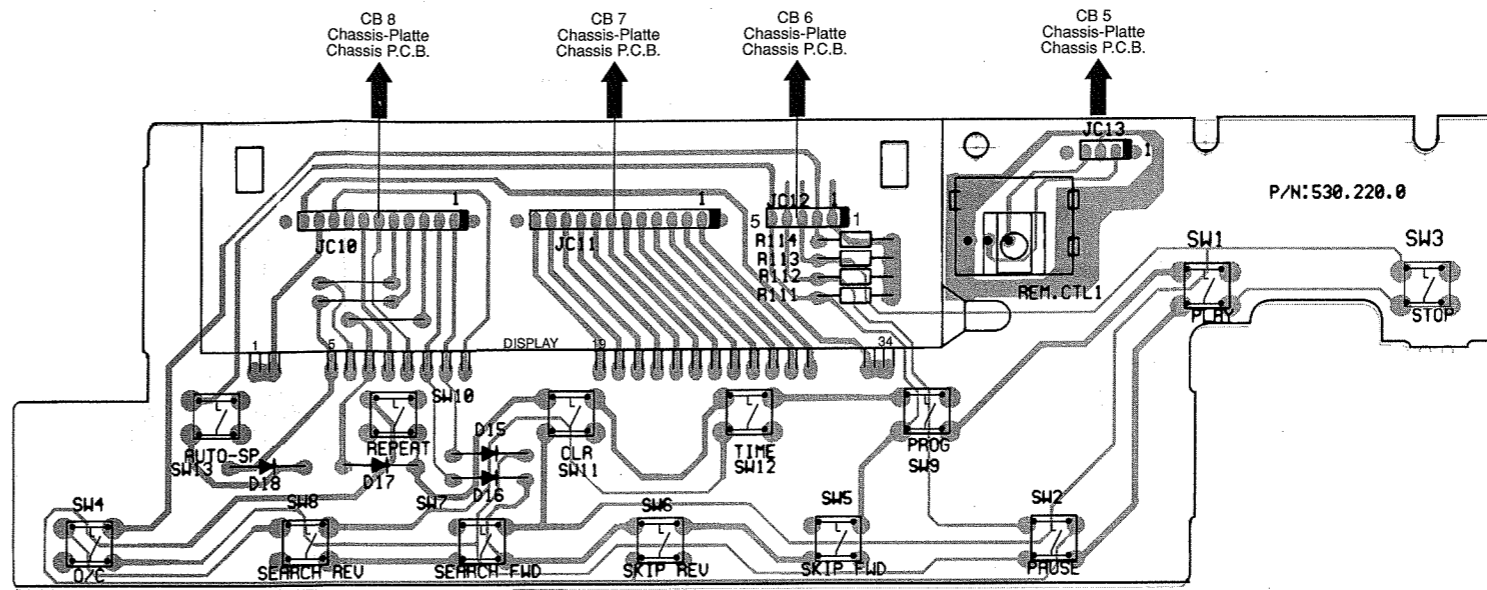 CB 8
Chassis-Platte
Chassis P.C.B.
CB 7
Chassis-Platte
Chassis P.C.B.
CB 6
Chassis-Platte
Chassis P.C.B.
CB 5
Chassis-Platte
Chassis P.C.B.
JC13
1
P/N:530.220.0
1
JC10
1
JC11
JC12
1
5
1
R114
R113
R112
R111
REM.CTL1
SW1
PLAY
SW3
STOP
1
5
DISPLAY
19
34
L
AUTO-SP
SW13
D18
L
REPEAT
SW10
D17
D15
D16
L
CLR
SW11
L
TIME
SW12
L
PROG
SW9
SW4
L
O/C
SW8
L
SEARCH REV
SW7
L
SEARCH FWD
SW6
L
SKIP REV
SW5
L
SKIP FWD
SW2
L
PAUSE
L
L